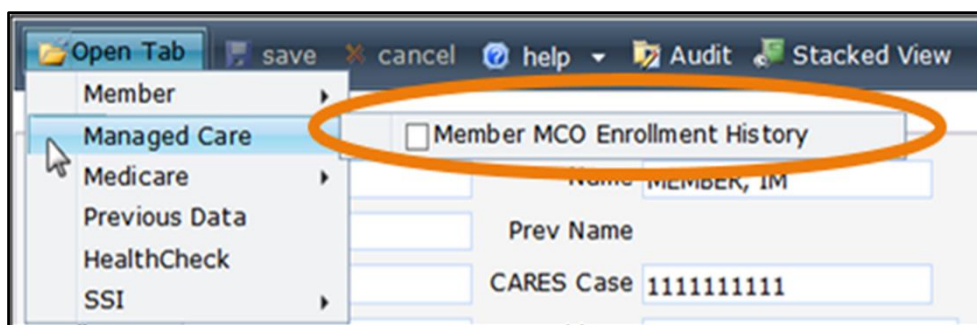 Open Tab save cancel help Audit Stacked View
Member
Managed Care Member MCO Enrollment History
Medicare Name MEMBER, IM
Previous Data Prev Name
HealthCheck
CARES Case 1111111111
SSI